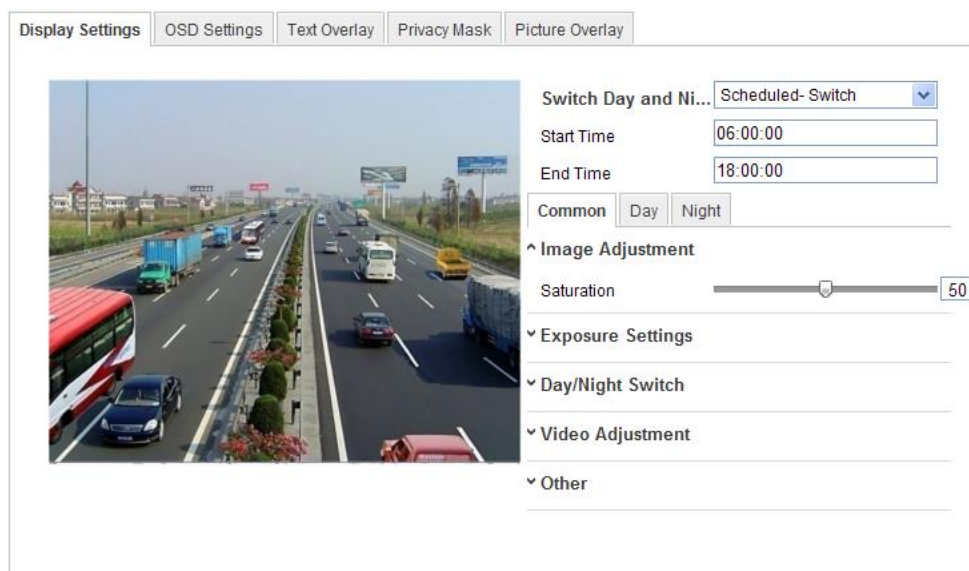 Display Settings OSD Settings Text Overlay Privacy Mask Picture Overlay
Switch Day and Ni... Scheduled- Switch
Start Time 06:00:00
End Time 18:00:00
Common Day Night
Image Adjustment
Saturation 50
Exposure Settings
Day/Night Switch
Video Adjustment
Other